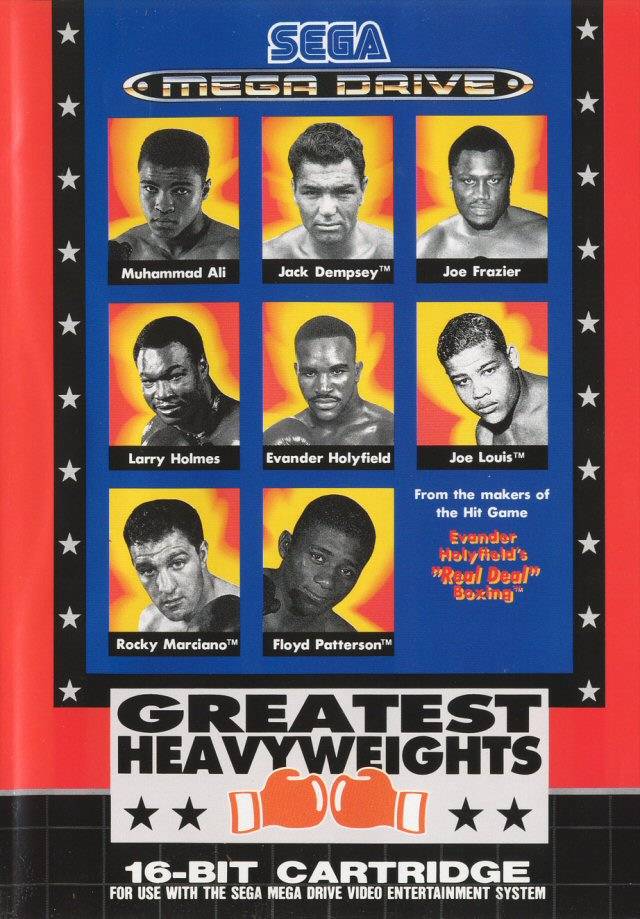 SEGA
MEGA DRIVE
Muhammad Ali
Jack Dempsey™
Joe Frazier
Larry Holmes
Evander Holyfield
Joe Louis™
From the makers of
the Hit Game
Evander
Holyfield's
"Real Deal"
Boxing™
Rocky Marciano™
Floyd Patterson™
GREATEST
HEAVYWEIGHTS
16-BIT CARTRIDGE
FOR USE WITH THE SEGA MEGA DRIVE VIDEO ENTERTAINMENT SYSTEM